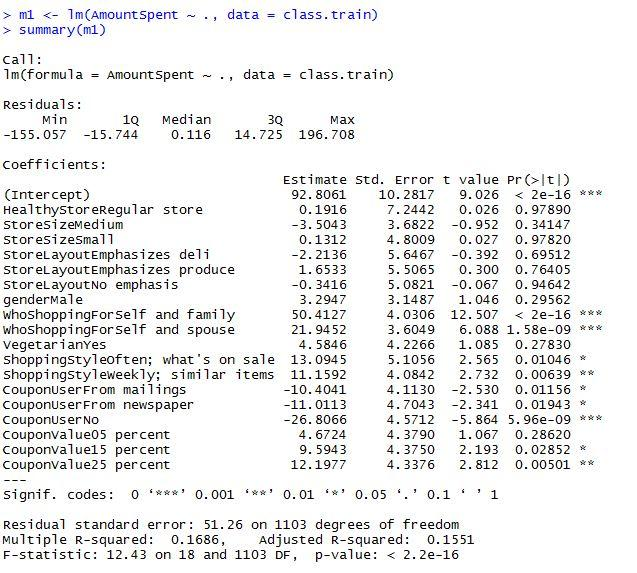 > m1 <- lm(AmountSpent ~ ., data = class.train)
> summary(m1)
Call:
lm(formula = AmountSpent ~ ., data = class.train)
Residuals:
Min 1Q Median 3Q Max
-155.057 -15.744 0.116 14.725 196.708
Coefficients:
Estimate Std. Error t value Pr(>|t|)
(Intercept) 92.8061 10.2817 9.026 < 2e-16 ***
HealthyStoreRegular store 0.1916 7.2442 0.026 0.97890
StoreSizeMedium -3.5043 3.6822 -0.952 0.34147
StoreSizeSmall 0.1312 4.8009 0.027 0.97820
StoreLayoutEmphasizes deli -2.2136 5.6467 -0.392 0.69512
StoreLayoutEmphasizes produce 1.6533 5.5065 0.300 0.76405
StoreLayoutNo emphasis -0.3416 5.0821 -0.067 0.94642
genderMale 3.2947 3.1487 1.046 0.29562
WhoShoppingForSelf and family 50.4127 4.0306 12.507 < 2e-16 ***
WhoShoppingForSelf and spouse 21.9452 3.6049 6.088 1.58e-09 ***
VegetarianYes 4.5846 4.2266 1.085 0.27830
ShoppingStyleOften; what's on sale 13.0945 5.1056 2.565 0.01046 *
ShoppingStyleWeekly; similar items 11.1592 4.0842 2.732 0.00639 **
CouponUserFrom mailings -10.4041 4.1130 -2.530 0.01156 *
CouponUserFrom newspaper -11.0113 4.7043 -2.341 0.01943 *
CouponUserNo -26.8066 4.5712 -5.864 5.96e-09 ***
CouponValue05 percent 4.6724 4.3790 1.067 0.28620
CouponValue15 percent 9.5943 4.3750 2.193 0.02852 *
CouponValue25 percent 12.1977 4.3376 2.812 0.00501 **
---
Signif. codes: 0 ‘***’ 0.001 ‘**’ 0.01 ‘*’ 0.05 ‘.’ 0.1 ‘ ’ 1
Residual standard error: 51.26 on 1103 degrees of freedom
Multiple R-squared: 0.1686, Adjusted R-squared: 0.1551
F-statistic: 12.43 on 18 and 1103 DF, p-value: < 2.2e-16